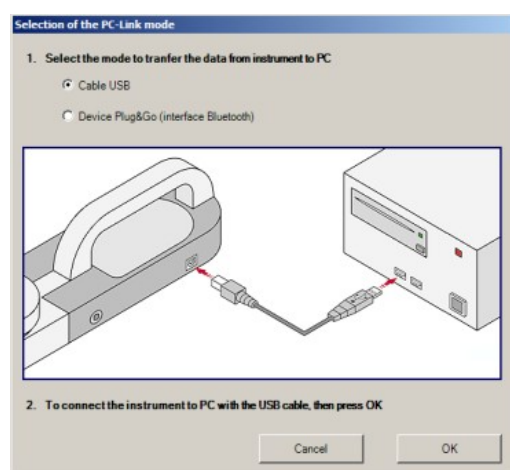 Selection of the PC-Link mode
1. Select the mode to tranfer the data from instrument to PC
Cable USB
Device Plug&Go (interface Bluetooth)
2. To connect the instrument to PC with the USB cable, then press OK
Cancel OK